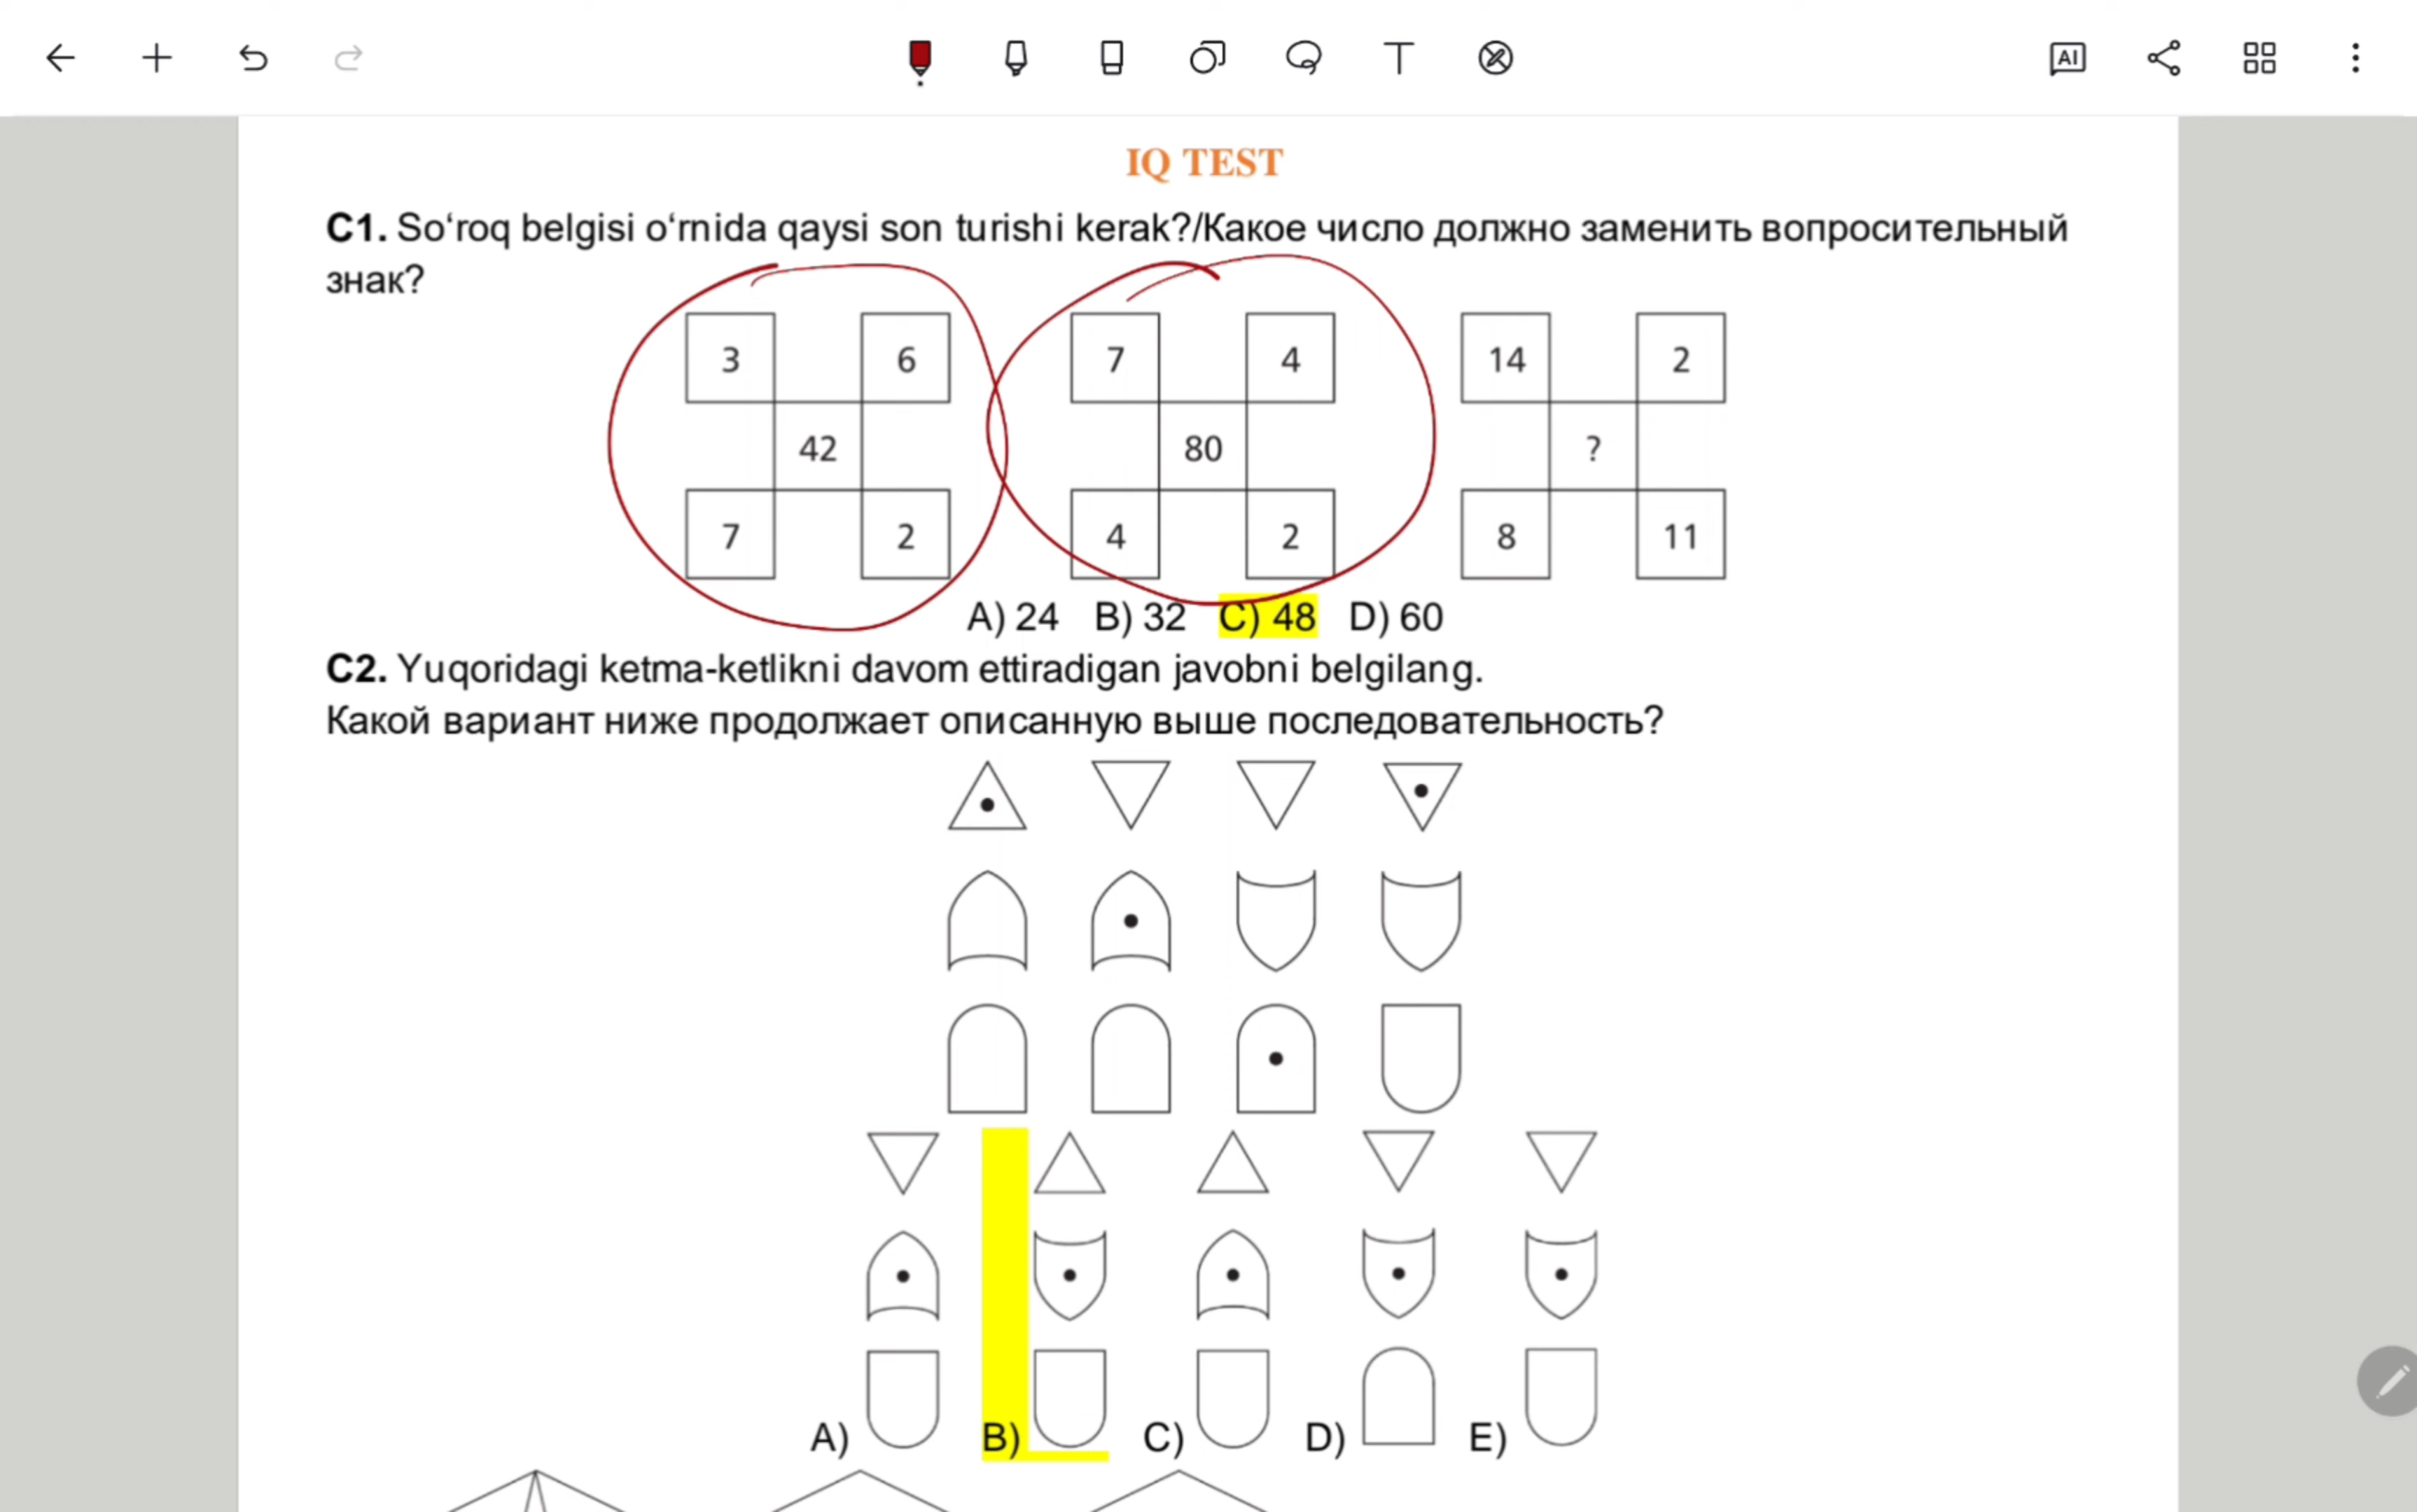 AI
IQ TEST
C1. So‘roq belgisi o‘rnida qaysi son turishi kerak?/Какое число должно заменить вопросительный
знак?
3 6 7 4 14 2
42 80 ?
7 2 4 2 8 11
A) 24 B) 32 C) 48 D) 60
C2. Yuqoridagi ketma-ketlikni davom ettiradigan javobni belgilang.
Какой вариант ниже продолжает описанную выше последовательность?
A) B) C) D) E)